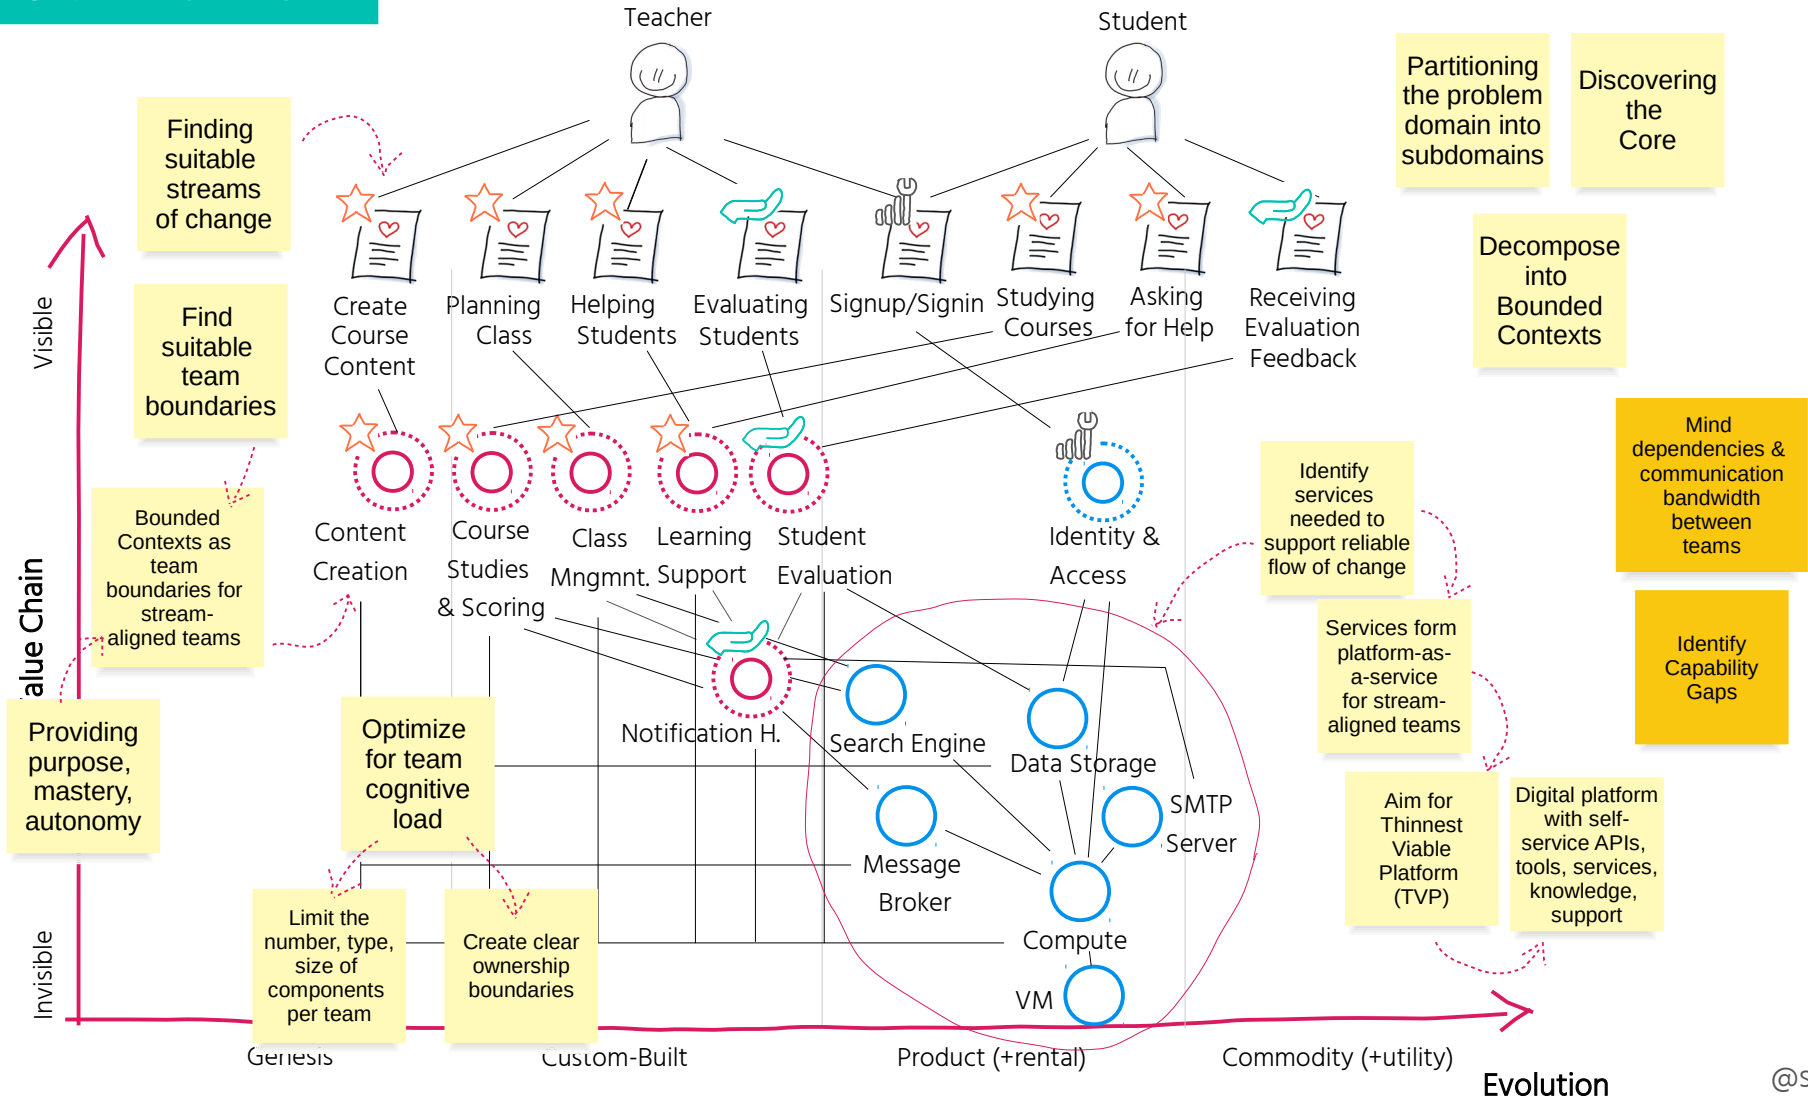 Teacher
Student
Finding
suitable
streams
of change
Find
suitable
team
boundaries
Bounded
Contexts as
team
boundaries for
stream-
aligned teams
Providing
purpose,
mastery,
autonomy
Optimize
for team
cognitive
load
Limit the
number, type,
size of
components
per team
Create clear
ownership
boundaries
Create
Course
Content
Planning
Class
Helping
Students
Evaluating
Students
Signup/Signin
Studying
Courses
Asking
for Help
Receiving
Evaluation
Feedback
Content
Creation
Course
Studies
& Scoring
Class
Mngmnt.
Learning
Support
Student
Evaluation
Identity &
Access
Notification H.
Search Engine
Data Storage
SMTP
Server
Message
Broker
Compute
VM
Partitioning
the problem
domain into
subdomains
Discovering
the
Core
Decompose
into
Bounded
Contexts
Mind
dependencies &
communication
bandwidth
between
teams
Identify
Capability
Gaps
Identify
services
needed to
support reliable
flow of change
Services form
platform-as-
a-service
for stream-
aligned teams
Aim for
Thinnest
Viable
Platform
(TVP)
Digital platform
with self-
service APIs,
tools, services,
knowledge,
support
Visible
alue Chain
Invisible
Genesis
Custom-Built
Product (+rental)
Commodity (+utility)
Evolution
@s